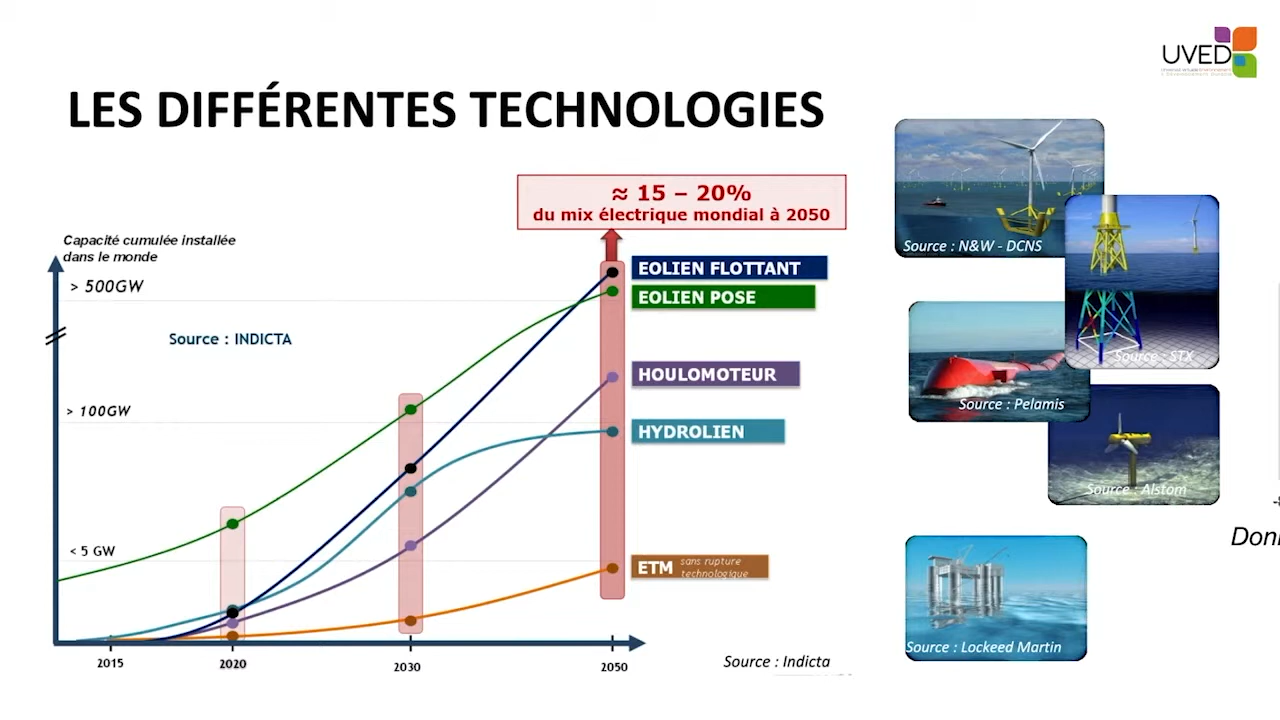 UVED
LES DIFFÉRENTES TECHNOLOGIES
≈ 15 – 20%
du mix électrique mondial à 2050
Capacité cumulée installée
dans le monde
> 500GW
Source : INDICTA
> 100GW
< 5 GW
EOLIEN FLOTTANT
EOLIEN POSE
HOULOMOTEUR
HYDROLIEN
ETM sans rupture
technologique
2015
2020
2030
2050
Source : Indicta
Source : N&W - DCNS
Source : STX
Source : Pelamis
Source : Alstom
Source : Lockeed Martin